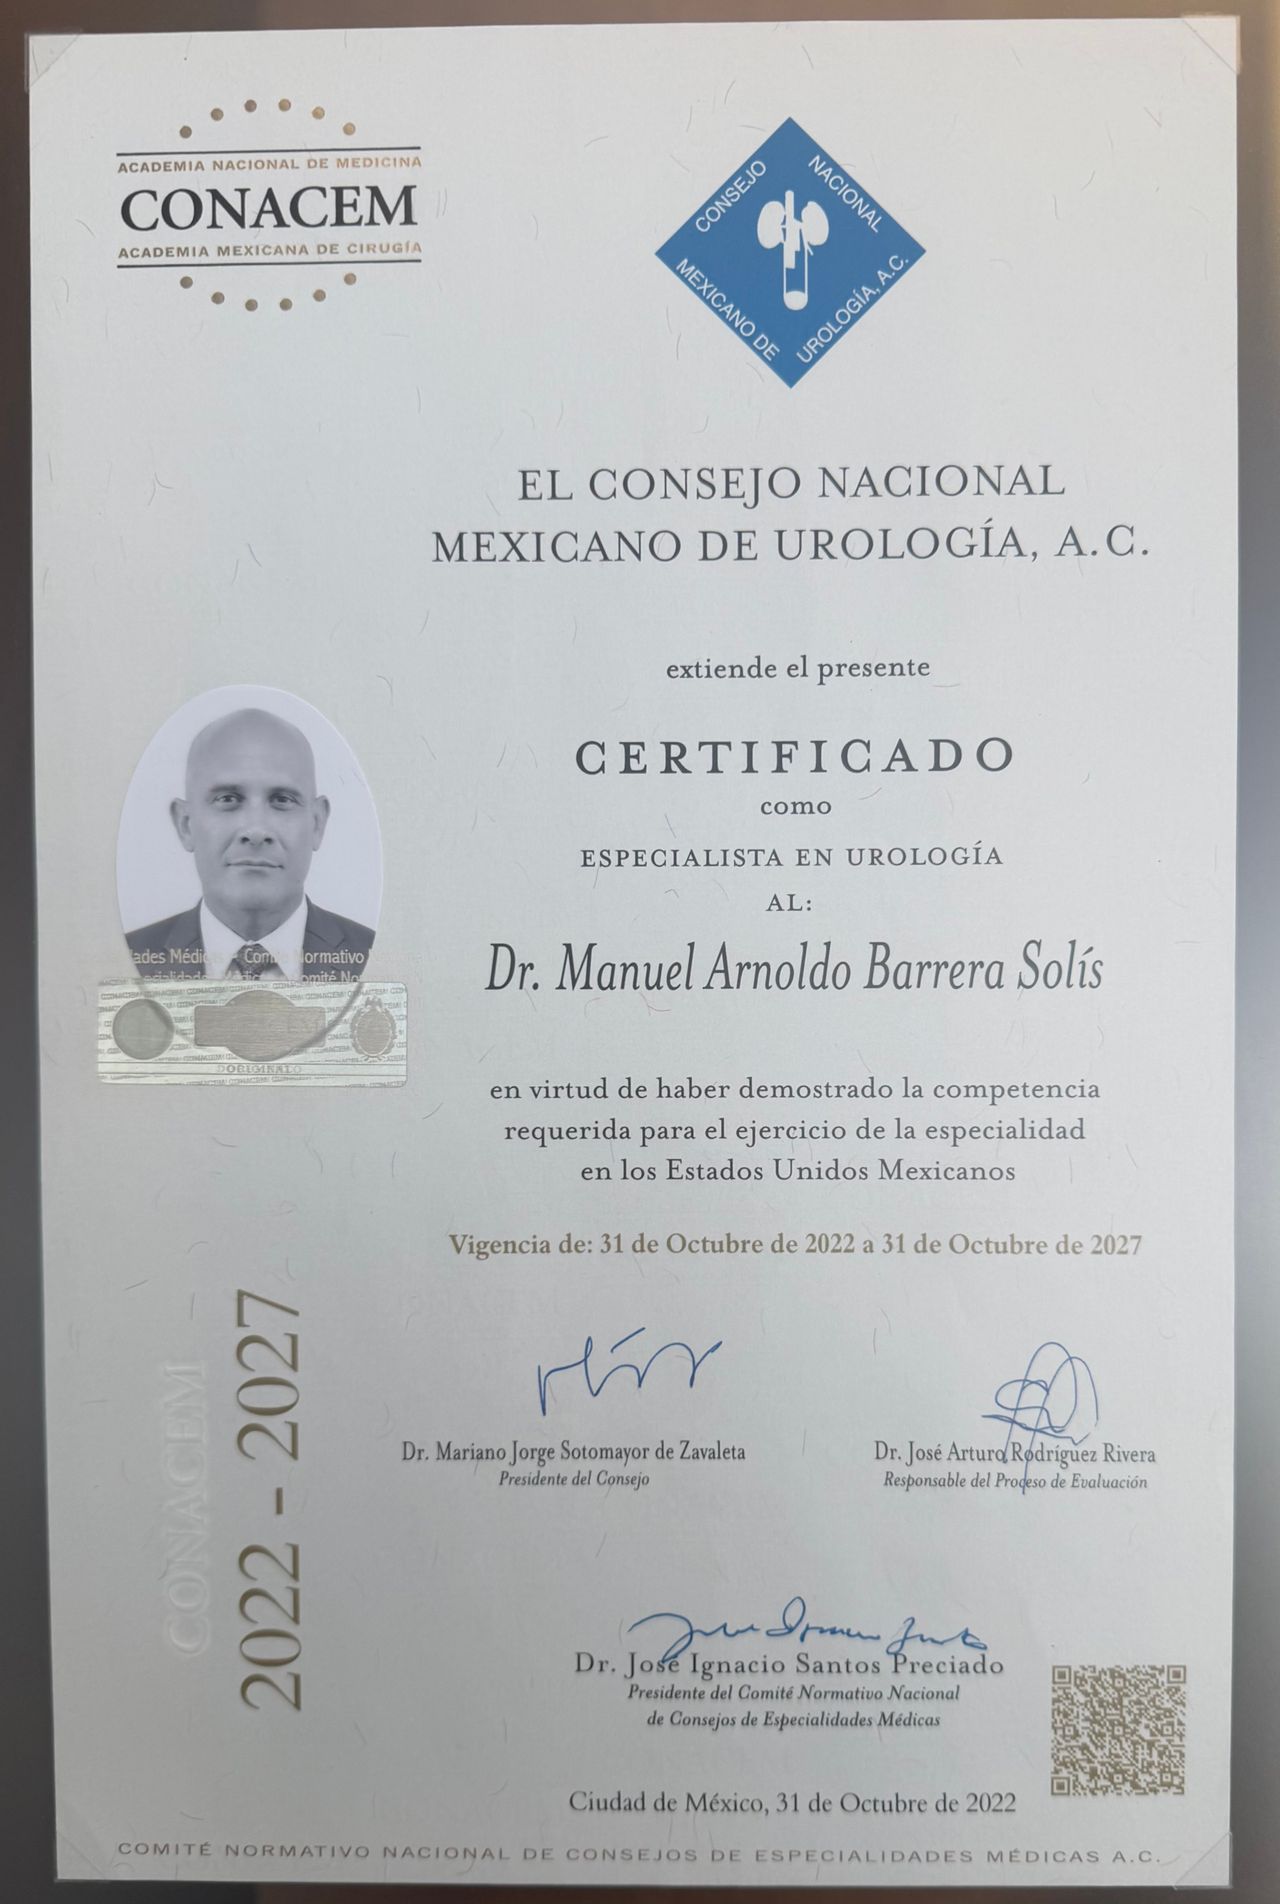 ACADEMIA NACIONAL DE MEDICINA
CONACEM
ACADEMIA MEXICANA DE CIRUGÍA
CONSEJO NACIONAL
MEXICANO DE UROLOGÍA, A.C.
EL CONSEJO NACIONAL
MEXICANO DE UROLOGÍA, A.C.
extiende el presente
CERTIFICADO
como
ESPECIALISTA EN UROLOGÍA
AL:
Dr. Manuel Arnoldo Barrera Solís
Normativo
ORIGINAL
en virtud de haber demostrado la competencia
requerida para el ejercicio de la especialidad
en los Estados Unidos Mexicanos
Vigencia de: 31 de Octubre de 2022 a 31 de Octubre de 2027
CONACEM
2022 - 2027
Dr. Mariano Jorge Sotomayor de Zavaleta
Presidente del Consejo
Dr. José Arturo Rodríguez Rivera
Responsable del Proceso de Evaluación
Dr. José Ignacio Santos Preciado
Presidente del Comité Normativo Nacional
de Consejos de Especialidades Médicas
Ciudad de México, 31 de Octubre de 2022
COMITÉ NORMATIVO NACIONAL DE CONSEJOS DE ESPECIALIDADES MÉDICAS A.C.